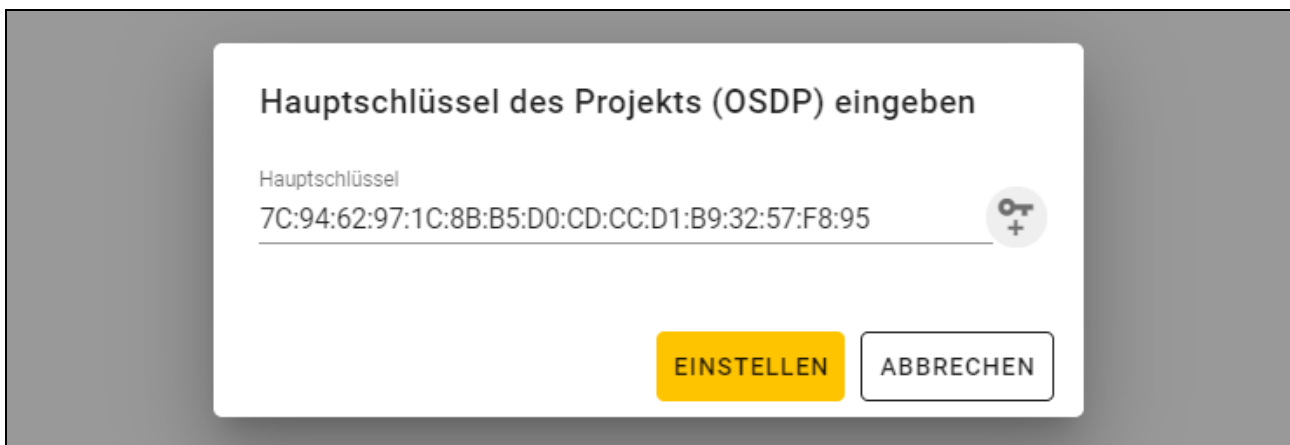 Hauptschlüssel des Projekts (OSDP) eingeben
Hauptschlüssel
7C:94:62:97:1C:8B:B5:D0:CD:CC:D1:B9:32:57:F8:95
EINSTELLEN ABBRECHEN